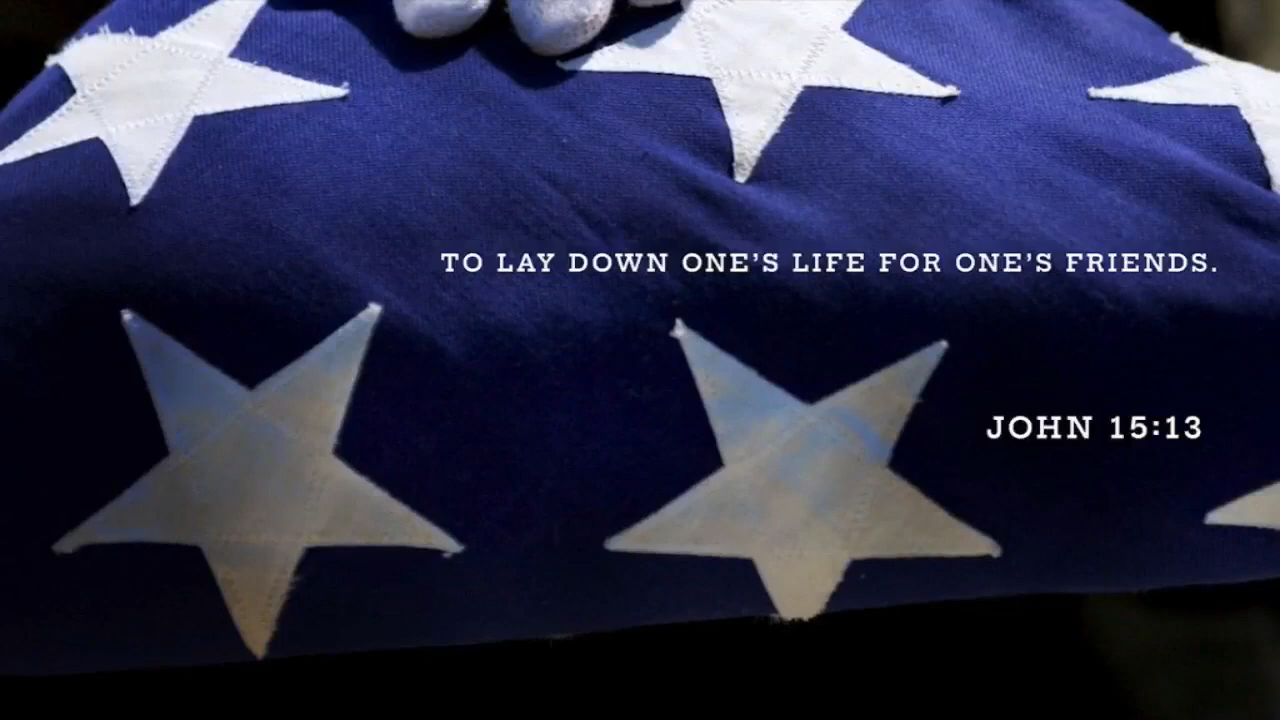 TO LAY DOWN ONE’S LIFE FOR ONE’S FRIENDS.
JOHN 15:13